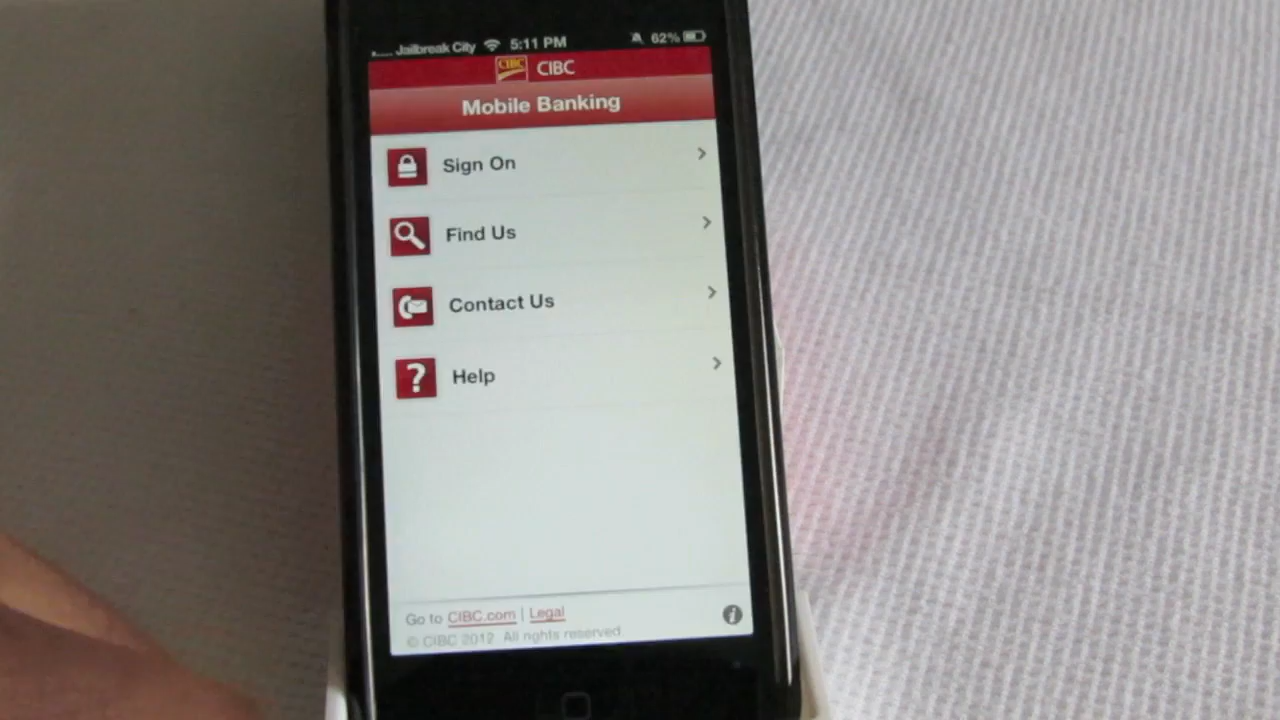 Jailbreak City 5:11 PM 62%
CIBC CIBC
Mobile Banking
Sign On
Find Us
Contact Us
? Help
Go to CIBC.com | Legal
© CIBC 2012. All rights reserved.